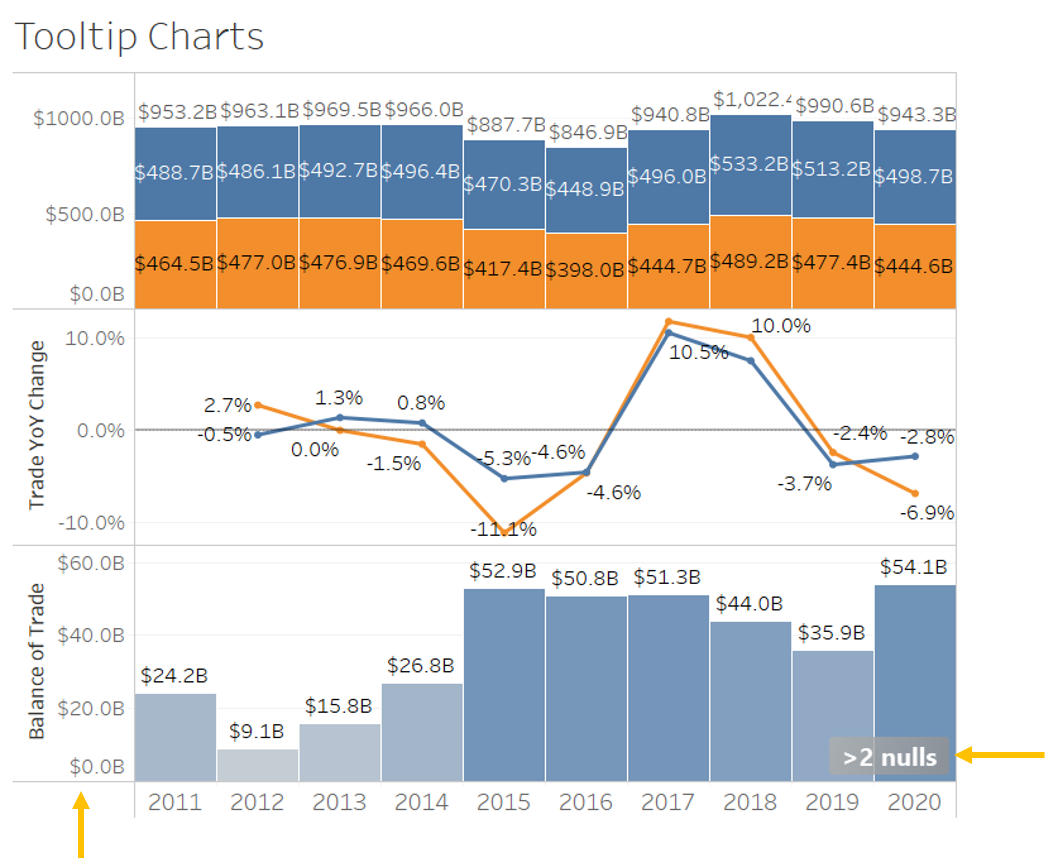 Tooltip Charts
$1000.0B
$500.0B
$0.0B
$953.2B $963.1B $969.5B $966.0B $887.7B $846.9B $940.8B $1,022.4 $990.6B $943.3B
$488.7B $486.1B $492.7B $496.4B $470.3B $448.9B $496.0B $533.2B $513.2B $498.7B
$464.5B $477.0B $476.9B $469.6B $417.4B $398.0B $444.7B $489.2B $477.4B $444.6B
Trade YoY Change
10.0%
0.0%
-10.0%
2.7%
-0.5%
1.3%
0.0%
0.8%
-1.5%
-5.3%
-11.1%
-4.6%
-4.6%
10.5%
10.0%
-2.4%
-3.7%
-2.8%
-6.9%
Balance of Trade
$60.0B
$40.0B
$20.0B
$0.0B
$24.2B $9.1B $15.8B $26.8B $52.9B $50.8B $51.3B $44.0B $35.9B $54.1B
>2 nulls
2011 2012 2013 2014 2015 2016 2017 2018 2019 2020